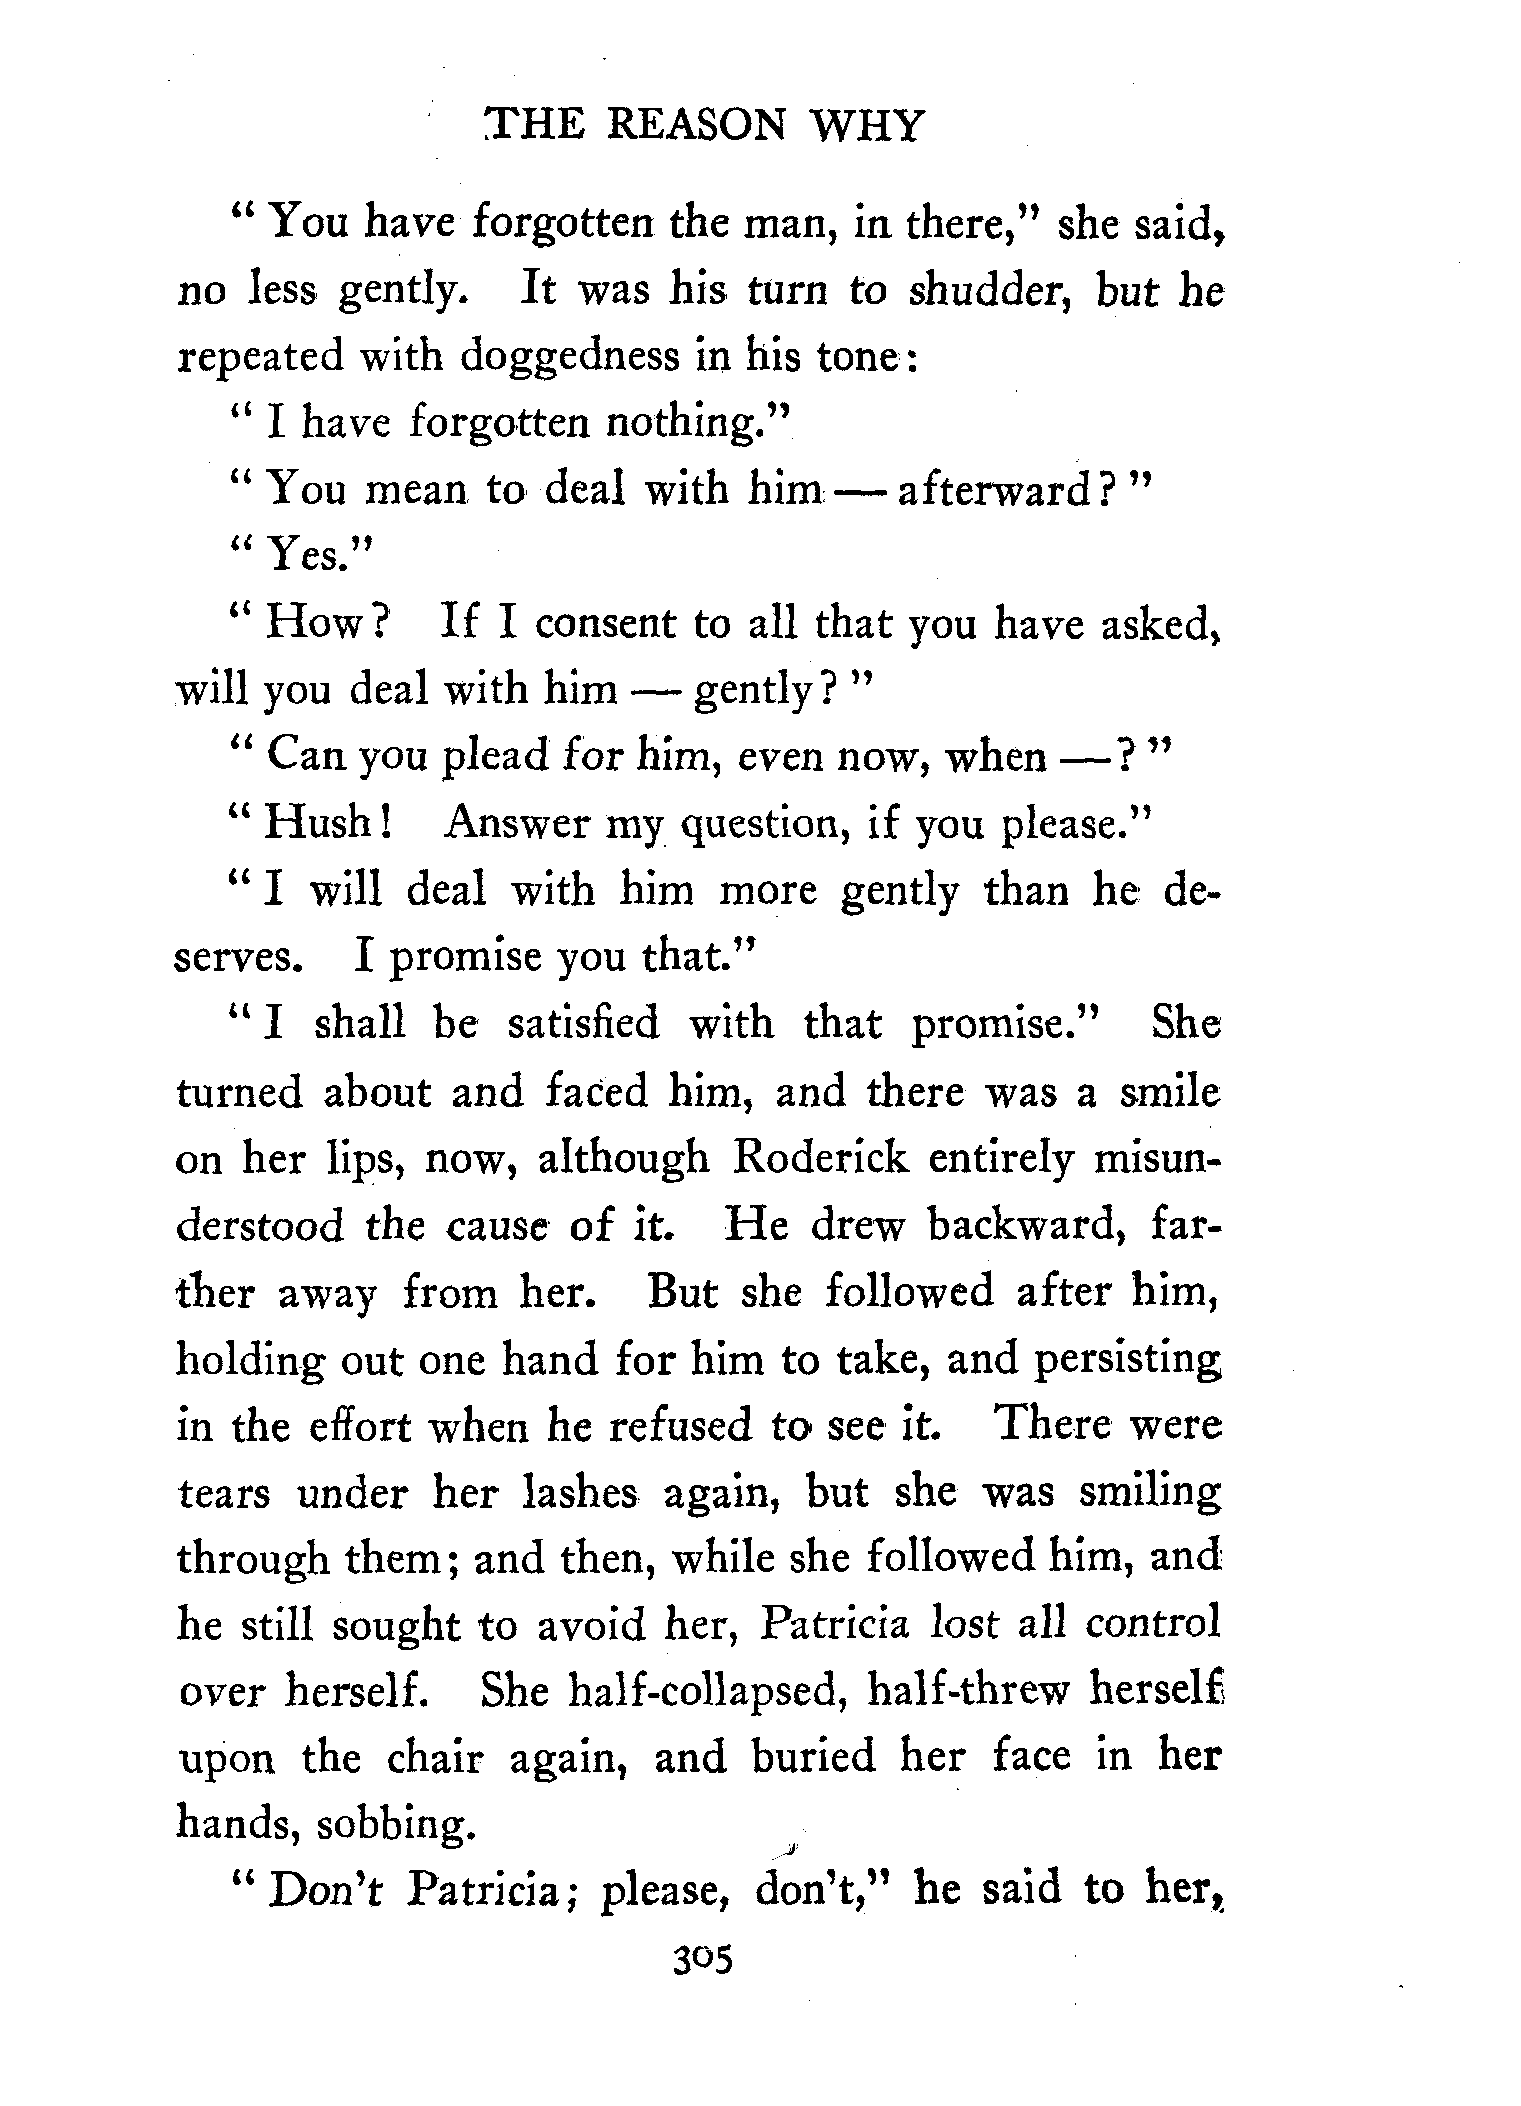 THE REASON WHY
" You have forgotten the man, in there," she said,
no less gently. It was his turn to shudder, but he
repeated with doggedness in his tone:
" I have forgotten nothing."
" You mean to deal with him — afterward? "
" Yes."
" How? If I consent to all that you have asked,
will you deal with him — gently? "
" Can you plead for him, even now, when —? "
" Hush! Answer my question, if you please."
" I will deal with him more gently than he de-
serves. I promise you that."
" I shall be satisfied with that promise." She
turned about and faced him, and there was a smile
on her lips, now, although Roderick entirely misun-
derstood the cause of it. He drew backward, far-
ther away from her. But she followed after him,
holding out one hand for him to take, and persisting
in the effort when he refused to see it. There were
tears under her lashes again, but she was smiling
through them; and then, while she followed him, and
he still sought to avoid her, Patricia lost all control
over herself. She half-collapsed, half-threw herself
upon the chair again, and buried her face in her
hands, sobbing.
" Don't Patricia; please, don't," he said to her,
305